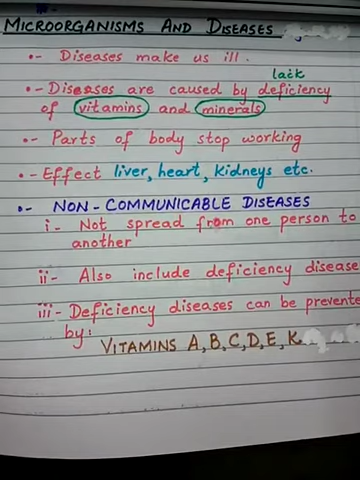 MICROORGANISMS AND DISEASES
•- Diseases make us ill.
lack
•- Diseases are caused by deficiency
of vitamins and minerals
•- Parts of body stop working
•- Effect liver, heart, kidneys etc.
•- NON-COMMUNICABLE DISEASES
i- Not spread from one person to
another
ii- Also include deficiency disease
iii- Deficiency diseases can be prevente
by:
VITAMINS A, B, C, D, E, K